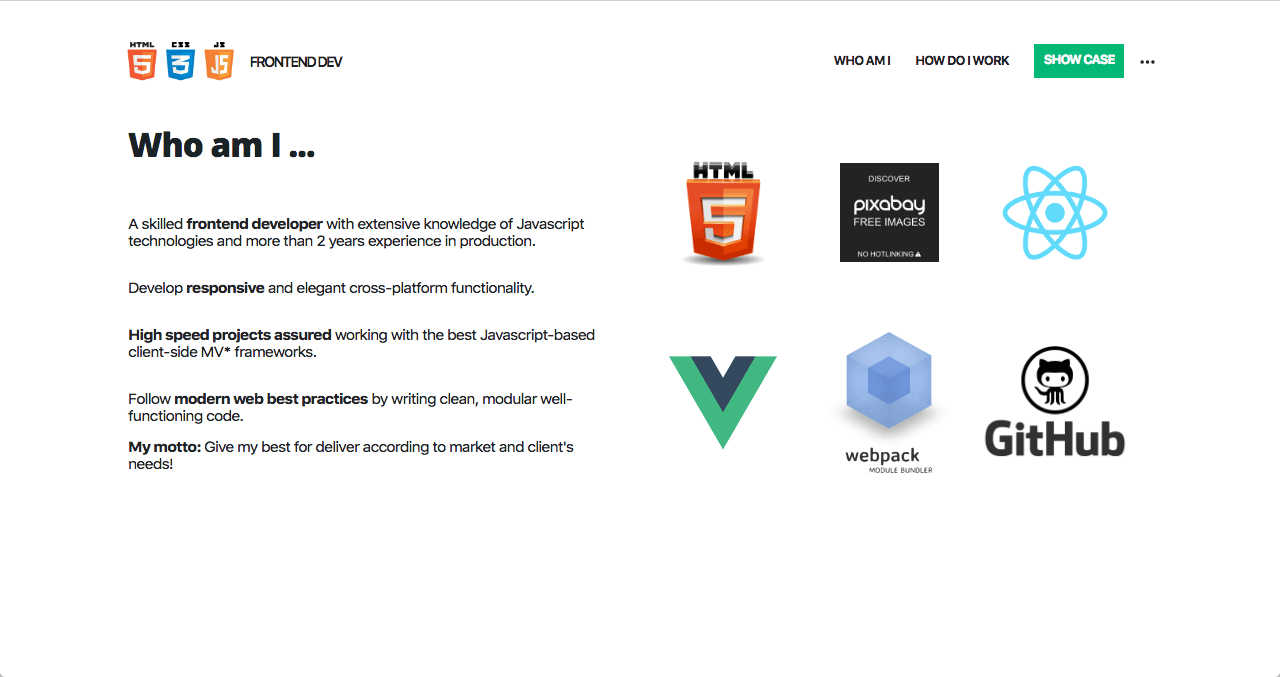 HTML CSS JS
FRONTEND DEV
WHO AM I
HOW DO I WORK
SHOW CASE
Who am I ...
A skilled frontend developer with extensive knowledge of Javascript
technologies and more than 2 years experience in production.
Develop responsive and elegant cross-platform functionality.
High speed projects assured working with the best Javascript-based
client-side MV* frameworks.
Follow modern web best practices by writing clean, modular well-
functioning code.
My motto: Give my best for deliver according to market and client's
needs!
HTML
5
DISCOVER
pixabay
FREE IMAGES
NO HOTLINKING
webpack
MODULE BUNDLER
GitHub